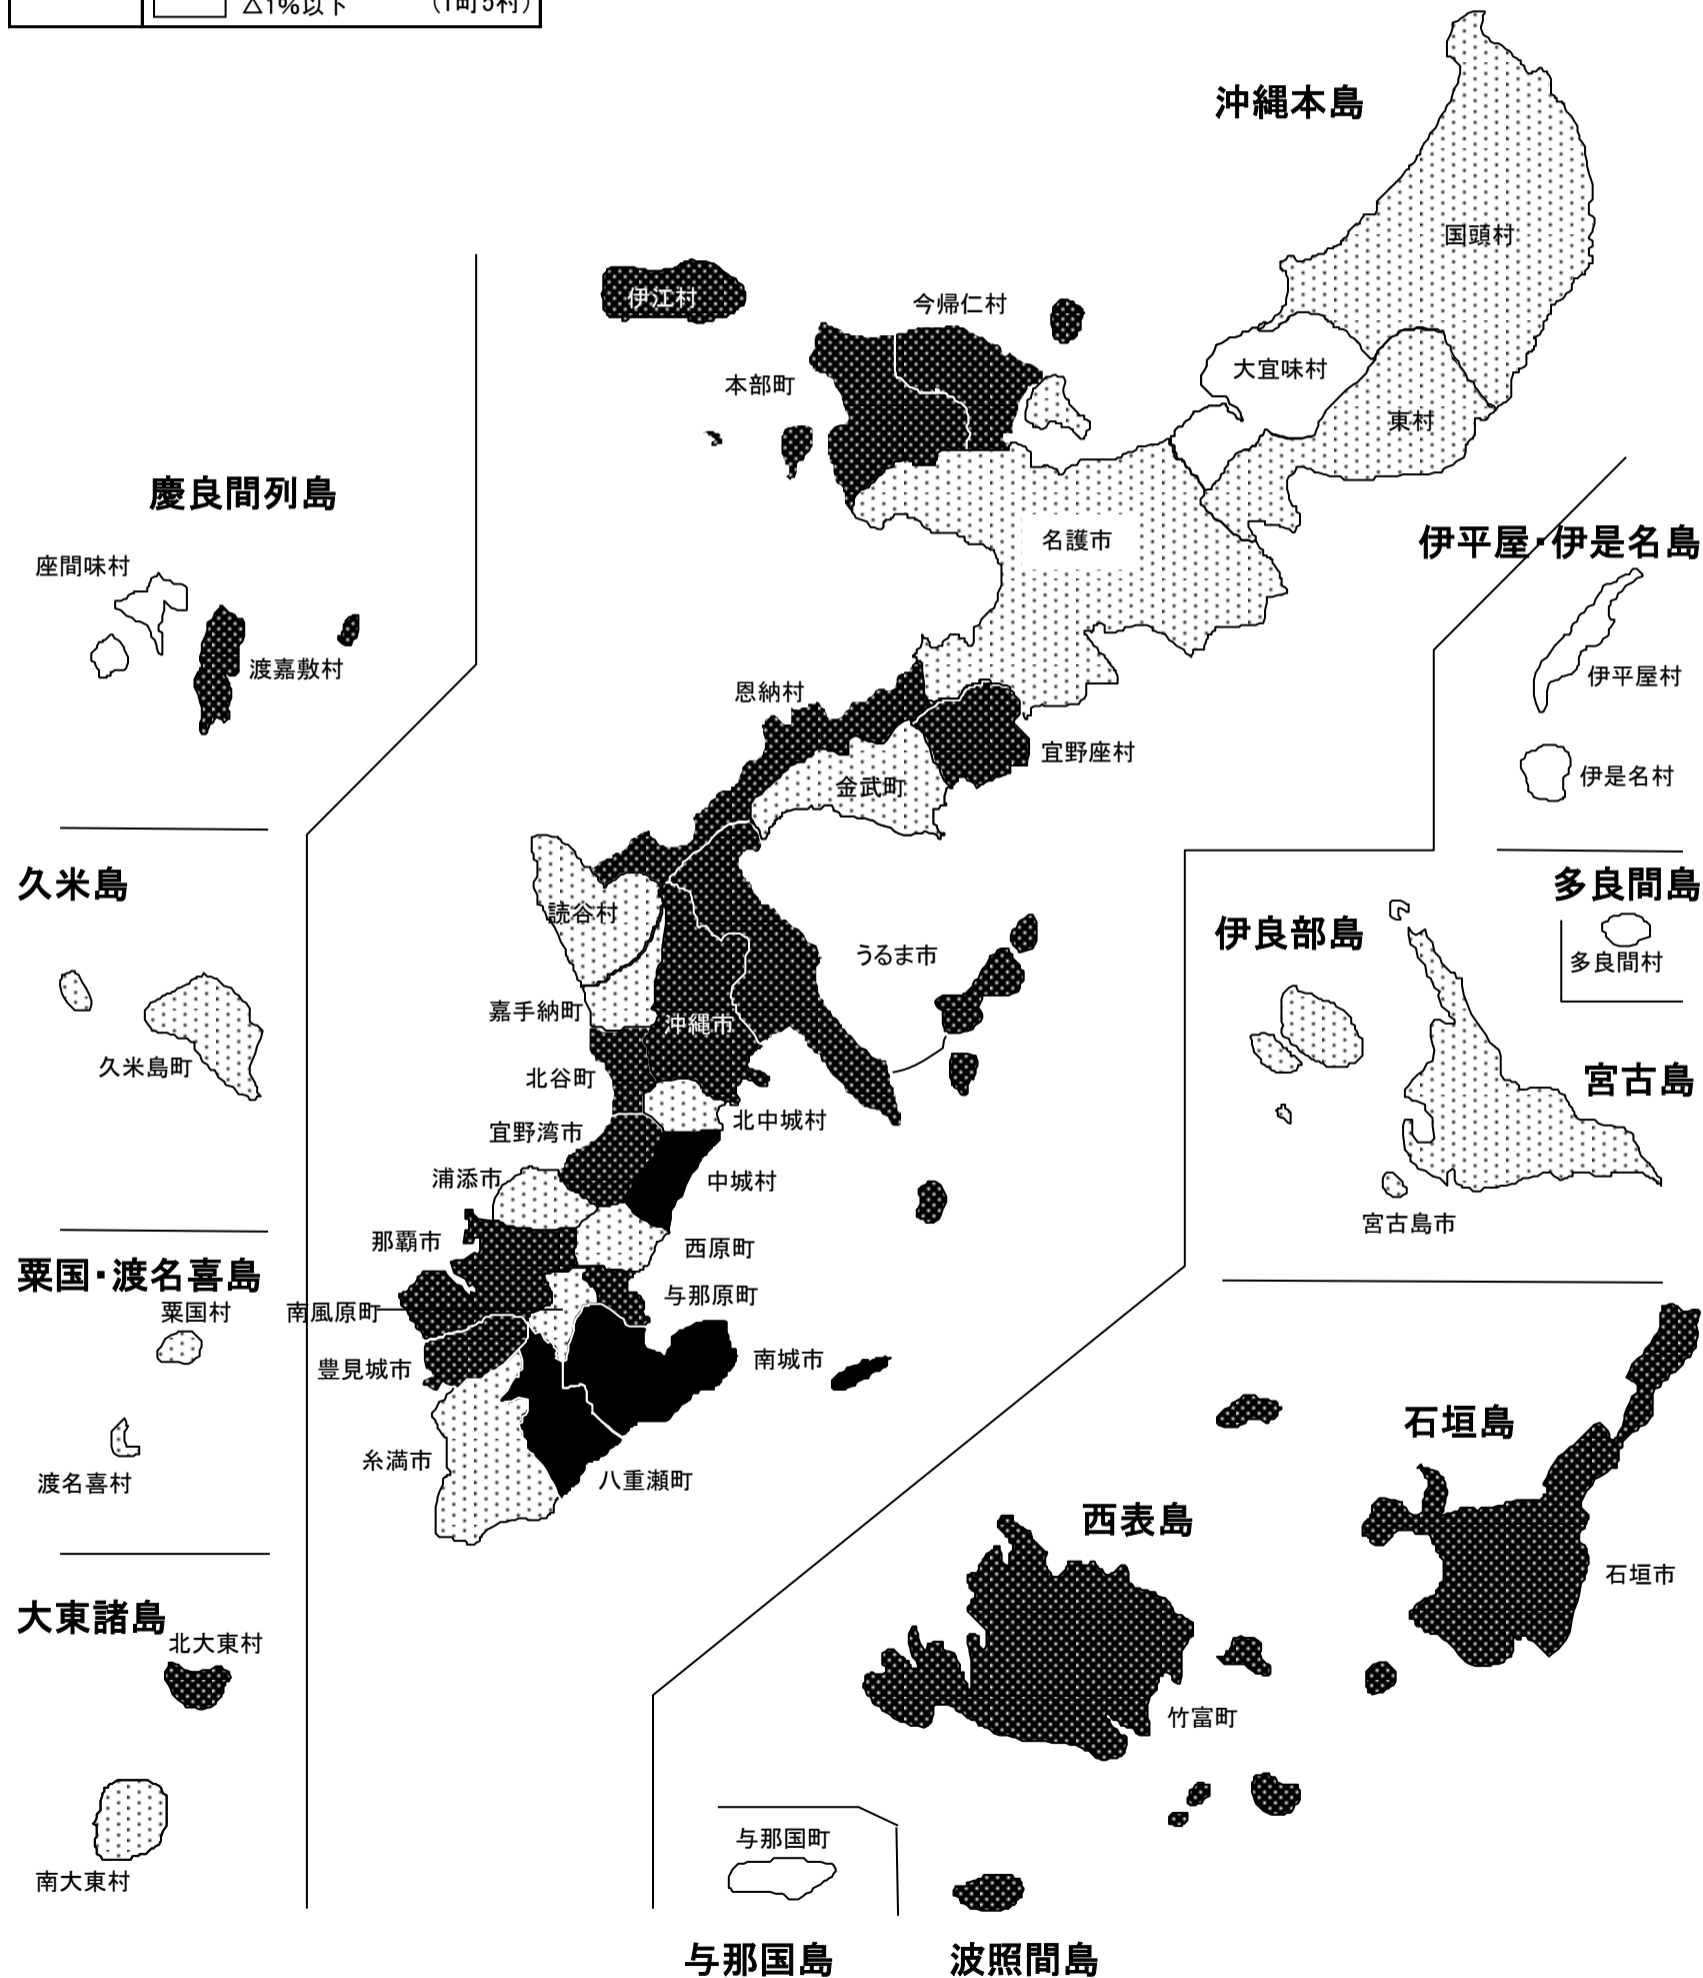 △1%以下 (1町5村)
沖縄本島
国頭村
伊江村
今帰仁村
大宜味村
本部町
東村
慶良間列島
名護市
伊平屋・伊是名島
座間味村
渡嘉敷村
伊平屋村
恩納村
宜野座村
伊是名村
金武町
久米島
多良間島
読谷村
伊良部島
うるま市
多良間村
嘉手納町
沖縄市
久米島町
北谷町
宮古島
北中城村
宜野湾市
浦添市
中城村
宮古島市
那覇市
西原町
粟国・渡名喜島
粟国村
南風原町
与那原町
豊見城市
南城市
石垣島
糸満市
八重瀬町
渡名喜村
西表島
石垣市
大東諸島
北大東村
竹富町
与那国町
南大東村
与那国島
波照間島